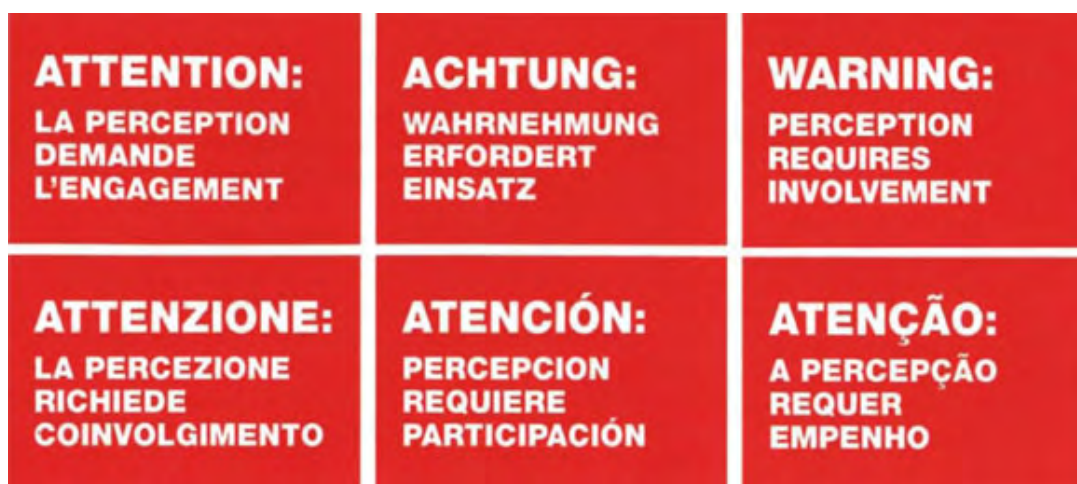 ATTENTION:
LA PERCEPTION
DEMANDE
L'ENGAGEMENT
ACHTUNG:
WAHRNEHMUNG
ERFORDERT
EINSATZ
WARNING:
PERCEPTION
REQUIRES
INVOLVEMENT
ATTENZIONE:
LA PERCEZIONE
RICHIEDE
COINVOLGIMENTO
ATENCIÓN:
PERCEPCION
REQUIERE
PARTICIPACIÓN
ATENÇÃO:
A PERCEPÇÃO
REQUER
EMPENHO